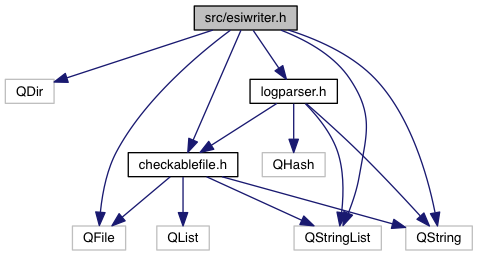 src/esiwriter.h
QDir
logparser.h
checkablefile.h
QHash
QFile
QList
QStringList
QString